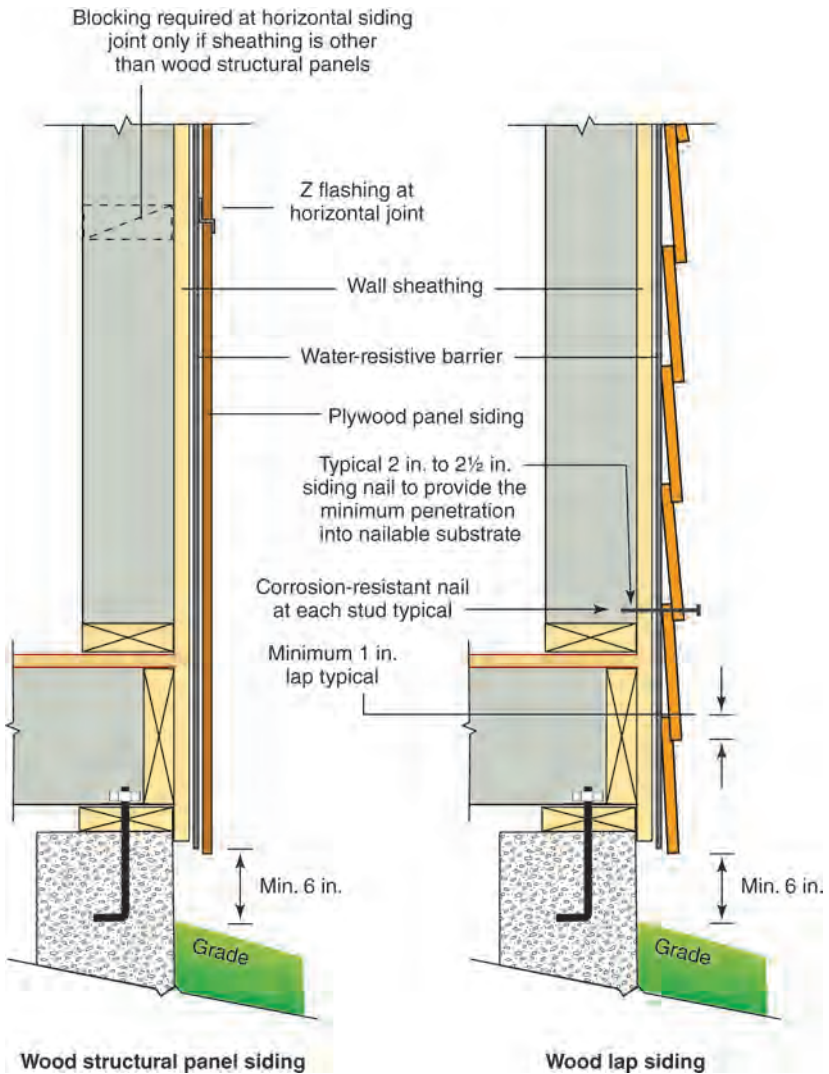 Blocking required at horizontal siding
joint only if sheathing is other
than wood structural panels
Z flashing at
horizontal joint
Wall sheathing
Water-resistive barrier
Plywood panel siding
Typical 2 in. to 2½ in.
siding nail to provide the
minimum penetration
into nailable substrate
Corrosion-resistant nail
at each stud typical
Minimum 1 in.
lap typical
Min. 6 in.
Min. 6 in.
Grade
Grade
Wood structural panel siding
Wood lap siding